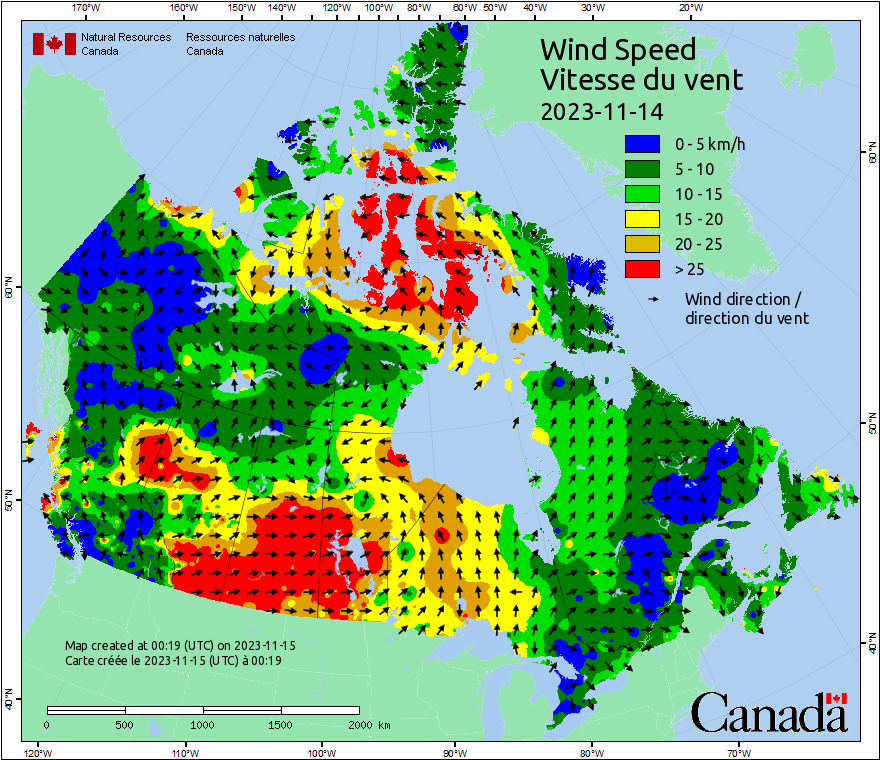 170°W 160°W 150°W 140°W 120°W 100°W 80°W 60°W 50°W 40°W 30°W 20°W
Natural Resources Ressources naturelles
Canada Canada
Wind Speed
Vitesse du vent
2023-11-14
0 - 5 km/h
5 - 10
10 - 15
15 - 20
20 - 25
> 25
Wind direction /
direction du vent
60°N
60°N
50°N
50°N
40°N
40°N
Map created at 00:19 (UTC) on 2023-11-15
Carte créée le 2023-11-15 (UTC) à 00:19
0 500 1000 1500 2000 km
Canada
120°W 110°W 100°W 90°W 80°W 70°W